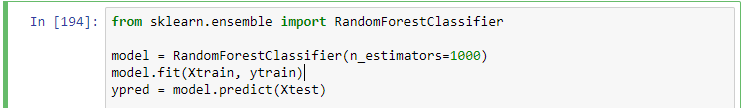 In [194]: from sklearn.ensemble import RandomForestClassifier
model = RandomForestClassifier(n_estimators=1000)
model.fit(Xtrain, ytrain)
ypred = model.predict(Xtest)